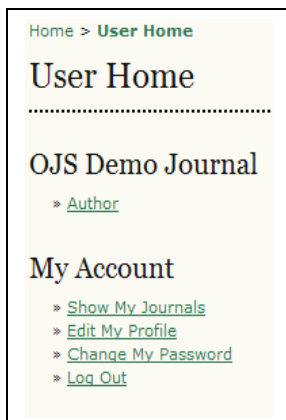 Home > User Home
User Home
OJS Demo Journal
» Author
My Account
» Show My Journals
» Edit My Profile
» Change My Password
» Log Out